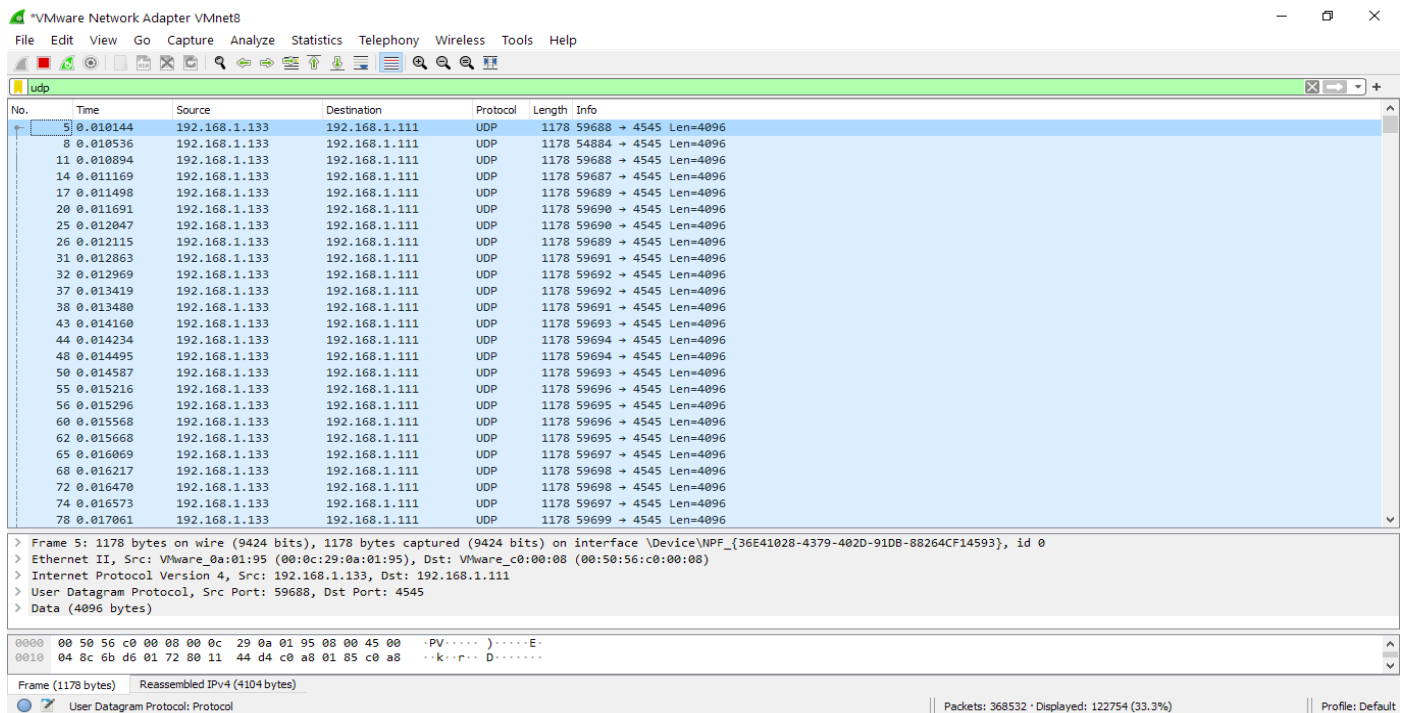 *VMware Network Adapter VMnet8
File Edit View Go Capture Analyze Statistics Telephony Wireless Tools Help
udp
No. Time Source Destination Protocol Length Info
5 0.010144 192.168.1.133 192.168.1.111 UDP 1178 59688 → 4545 Len=4096
8 0.010536 192.168.1.133 192.168.1.111 UDP 1178 54884 → 4545 Len=4096
11 0.010894 192.168.1.133 192.168.1.111 UDP 1178 59688 → 4545 Len=4096
14 0.011169 192.168.1.133 192.168.1.111 UDP 1178 59687 → 4545 Len=4096
17 0.011498 192.168.1.133 192.168.1.111 UDP 1178 59689 → 4545 Len=4096
20 0.011691 192.168.1.133 192.168.1.111 UDP 1178 59690 → 4545 Len=4096
25 0.012047 192.168.1.133 192.168.1.111 UDP 1178 59690 → 4545 Len=4096
26 0.012115 192.168.1.133 192.168.1.111 UDP 1178 59689 → 4545 Len=4096
31 0.012863 192.168.1.133 192.168.1.111 UDP 1178 59691 → 4545 Len=4096
32 0.012969 192.168.1.133 192.168.1.111 UDP 1178 59692 → 4545 Len=4096
37 0.013419 192.168.1.133 192.168.1.111 UDP 1178 59692 → 4545 Len=4096
38 0.013480 192.168.1.133 192.168.1.111 UDP 1178 59691 → 4545 Len=4096
43 0.014160 192.168.1.133 192.168.1.111 UDP 1178 59693 → 4545 Len=4096
44 0.014234 192.168.1.133 192.168.1.111 UDP 1178 59694 → 4545 Len=4096
48 0.014495 192.168.1.133 192.168.1.111 UDP 1178 59694 → 4545 Len=4096
50 0.014587 192.168.1.133 192.168.1.111 UDP 1178 59693 → 4545 Len=4096
55 0.015216 192.168.1.133 192.168.1.111 UDP 1178 59696 → 4545 Len=4096
56 0.015296 192.168.1.133 192.168.1.111 UDP 1178 59695 → 4545 Len=4096
60 0.015568 192.168.1.133 192.168.1.111 UDP 1178 59696 → 4545 Len=4096
62 0.015668 192.168.1.133 192.168.1.111 UDP 1178 59695 → 4545 Len=4096
65 0.016069 192.168.1.133 192.168.1.111 UDP 1178 59697 → 4545 Len=4096
68 0.016217 192.168.1.133 192.168.1.111 UDP 1178 59698 → 4545 Len=4096
72 0.016470 192.168.1.133 192.168.1.111 UDP 1178 59698 → 4545 Len=4096
74 0.016573 192.168.1.133 192.168.1.111 UDP 1178 59697 → 4545 Len=4096
78 0.017061 192.168.1.133 192.168.1.111 UDP 1178 59699 → 4545 Len=4096
> Frame 5: 1178 bytes on wire (9424 bits), 1178 bytes captured (9424 bits) on interface \Device\NPF_{36E41028-4379-402D-91DB-88264CF14593}, id 0
> Ethernet II, Src: VMware_0a:01:95 (00:0c:29:0a:01:95), Dst: VMware_c0:00:08 (00:50:56:c0:00:08)
> Internet Protocol Version 4, Src: 192.168.1.133, Dst: 192.168.1.111
> User Datagram Protocol, Src Port: 59688, Dst Port: 4545
> Data (4096 bytes)
0000 00 50 56 c0 00 08 00 0c 29 0a 01 95 08 00 45 00 ·PV····· )·····E·
0010 04 8c 6b d6 01 72 80 11 44 d4 c0 a8 01 85 c0 a8 ··k··r·· D·······
Frame (1178 bytes) Reassembled IPv4 (4104 bytes)
User Datagram Protocol: Protocol Packets: 368532 · Displayed: 122754 (33.3%) Profile: Default